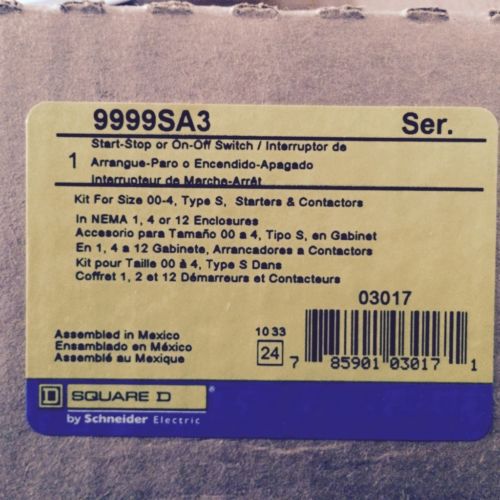 9999SA3 Ser.
Start-Stop or On-Off Switch / Interruptor de
1 Arrangue-Paro o Encendido-Apagado
Interrupteur de Marche-Arrêt
Kit For Size 00-4, Type S, Starters & Contactors
In NEMA 1, 4 or 12 Enclosures
Accesorio para Tamaño 00 a 4, Tipo S, en Gabinet
En 1, 4 a 12 Gabinete, Arrancadores a Contactors
Kit pour Taille 00 à 4, Type S Dans
Coffret 1, 2 et 12 Démarreurs et Contacteurs
03017
Assembled in Mexico
Ensamblado en México
Assemblé au Mexique
10 33
24
7 85901 03017 1
D SQUARE D ®
by Schneider Electric